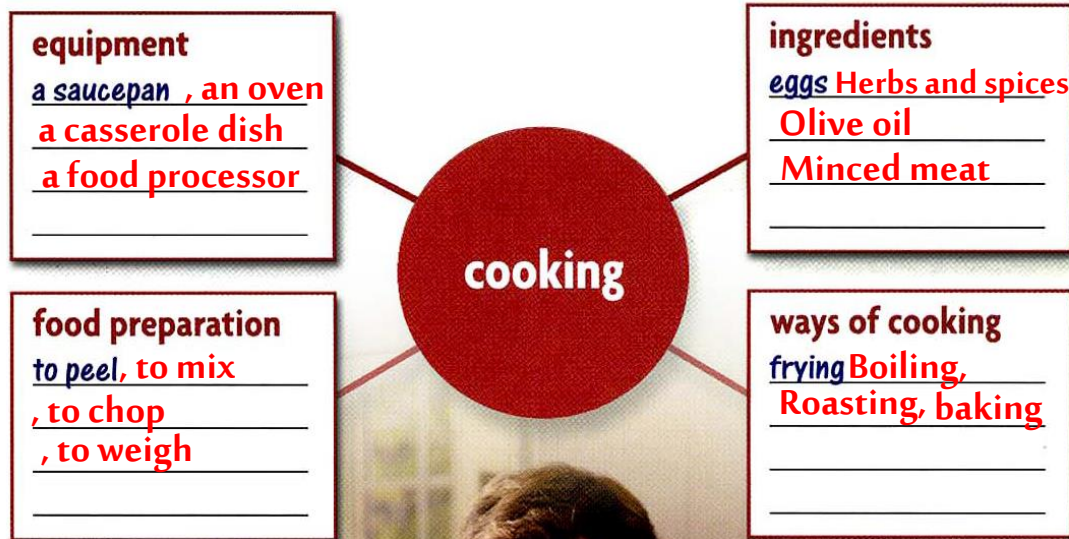 equipment
a saucepan , an oven
a casserole dish
a food processor
ingredients
eggs Herbs and spices
Olive oil
Minced meat
cooking
food preparation
to peel, to mix
, to chop
, to weigh
ways of cooking
frying Boiling,
Roasting, baking